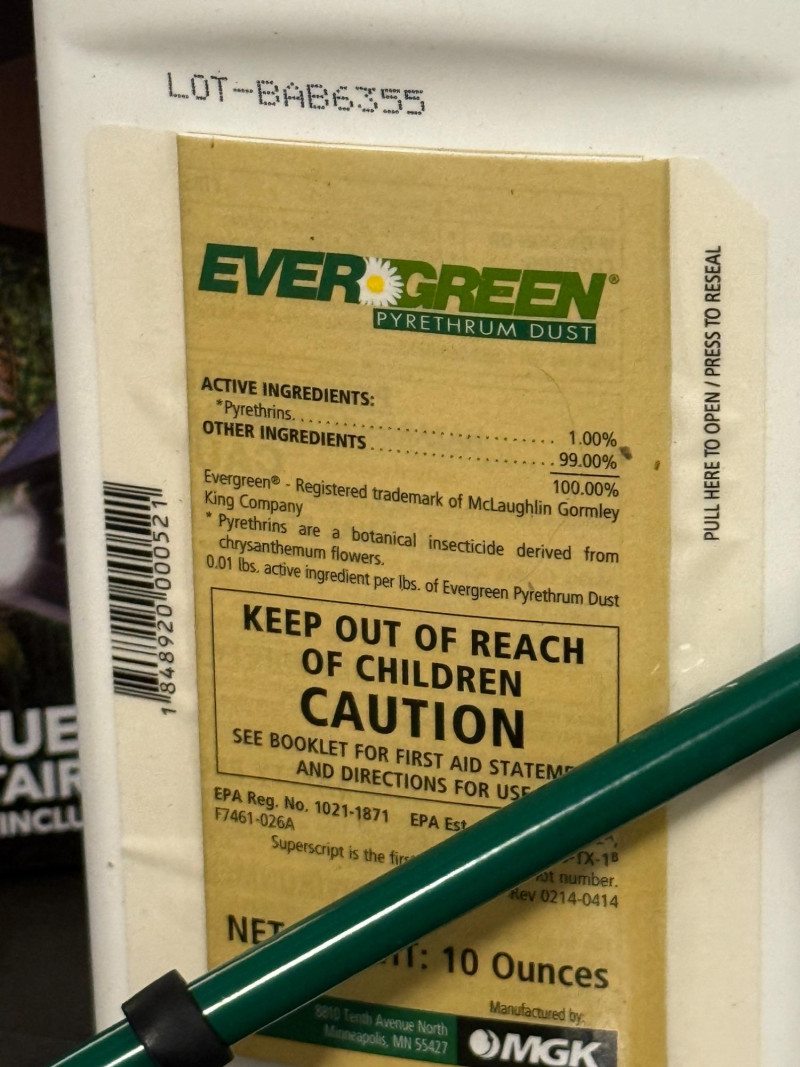 LOT-BAB6355
EVERGREEN®
PYRETHRUM DUST
ACTIVE INGREDIENTS:
*Pyrethrins. . . . . . . . . . . . . . . . . . . . . . . . . . 1.00%
OTHER INGREDIENTS . . . . . . . . . . . . . . . . . . 99.00%
100.00%
Evergreen® - Registered trademark of McLaughlin Gormley
King Company
* Pyrethrins are a botanical insecticide derived from
chrysanthemum flowers.
0.01 lbs. active ingredient per lbs. of Evergreen Pyrethrum Dust
KEEP OUT OF REACH
OF CHILDREN
CAUTION
SEE BOOKLET FOR FIRST AID
AND DIRECTIONS FOR USE
EPA Reg. No. 1021-1871 EPA Est
F7461-026A
-TX-1B
Superscript is the
lot number.
Rev 0214-0414
NET
10 Ounces
Manufactured by:
8810 Tenth Avenue North
Minneapolis, MN 55427
MGK
PULL HERE TO OPEN / PRESS TO RESEAL
1 848920 000521
UE
TAIR
INCLU